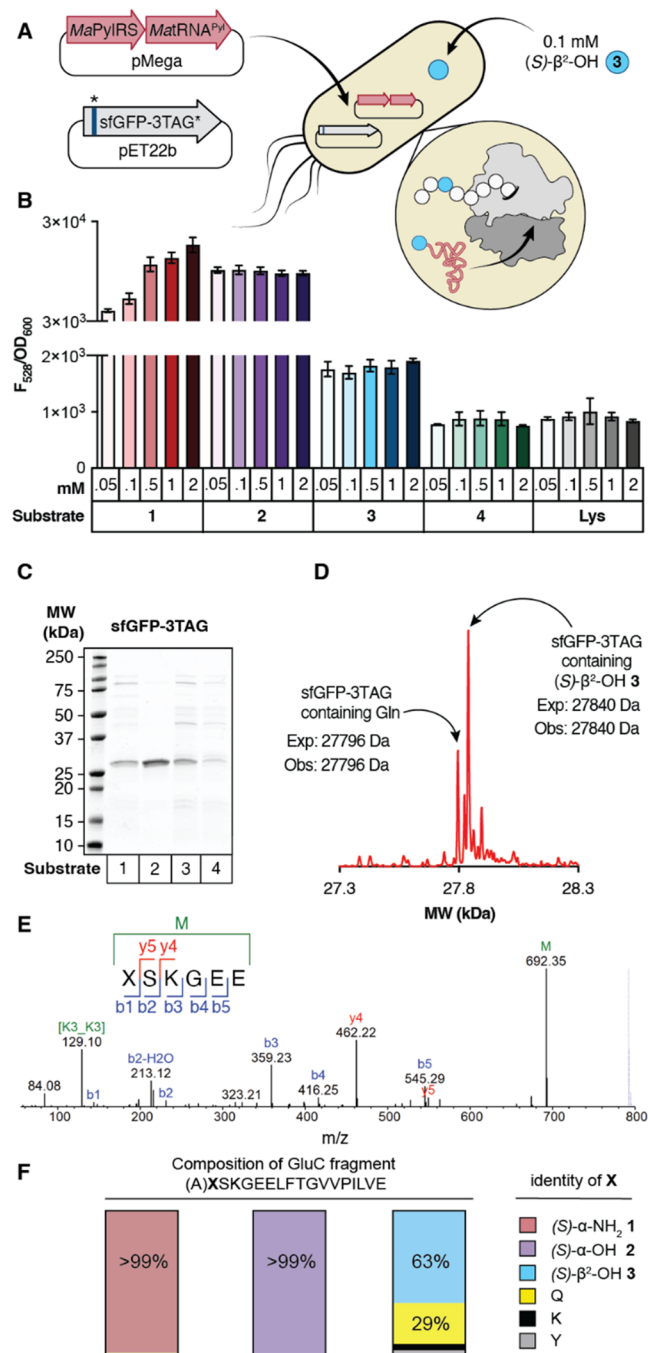 A
MaPylRS MatRNAPyl
pMega
*
sfGFP-3TAG*
pET22b
0.1 mM
(S)-β²-OH 3
B
3×10⁴
3×10³
2×10³
1×10³
0
F528/OD600
mM .05 .1 .5 1 2 .05 .1 .5 1 2 .05 .1 .5 1 2 .05 .1 .5 1 2 .05 .1 .5 1 2
Substrate 1 2 3 4 Lys
C
MW
(kDa)
sfGFP-3TAG
250
75
50
37
25
20
15
10
Substrate 1 2 3 4
D
sfGFP-3TAG
containing Gln
Exp: 27796 Da
Obs: 27796 Da
sfGFP-3TAG
containing
(S)-β²-OH 3
Exp: 27840 Da
Obs: 27840 Da
27.3 27.8 28.3
MW (kDa)
E
M
y5 y4
X S K G E E
b1 b2 b3 b4 b5
[K3_K3]
129.10
84.08
b1
b2-H2O
213.12
b2
323.21
b3
359.23
b4
416.25
y4
462.22
b5
545.29
y5
M
692.35
100 200 300 400 500 600 700 800
m/z
F
Composition of GluC fragment
(A)XSKGEELFTGVVPILVE
>99%
>99%
63%
29%
identity of X
(S)-α-NH₂ 1
(S)-α-OH 2
(S)-β²-OH 3
Q
K
Y